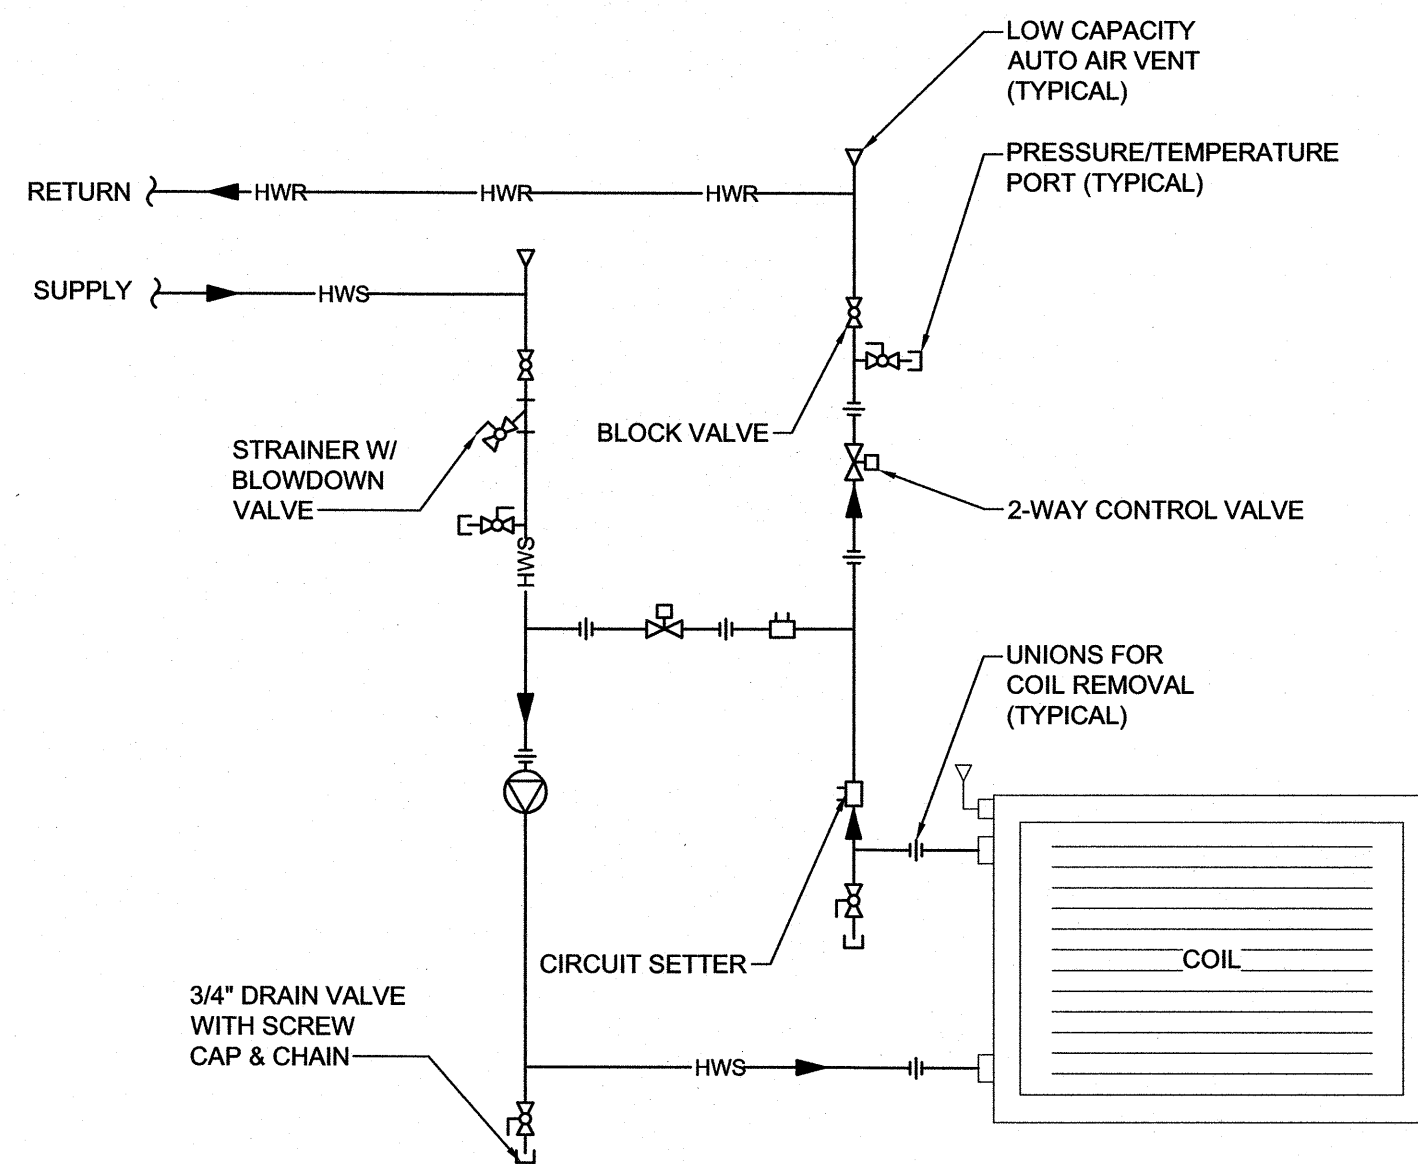 LOW CAPACITY
AUTO AIR VENT
(TYPICAL)
PRESSURE/TEMPERATURE
PORT (TYPICAL)
RETURN
HWR
HWR
HWR
SUPPLY
HWS
BLOCK VALVE
STRAINER W/
BLOWDOWN
VALVE
2-WAY CONTROL VALVE
HWS
UNIONS FOR
COIL REMOVAL
(TYPICAL)
CIRCUIT SETTER
COIL
3/4" DRAIN VALVE
WITH SCREW
CAP & CHAIN
HWS